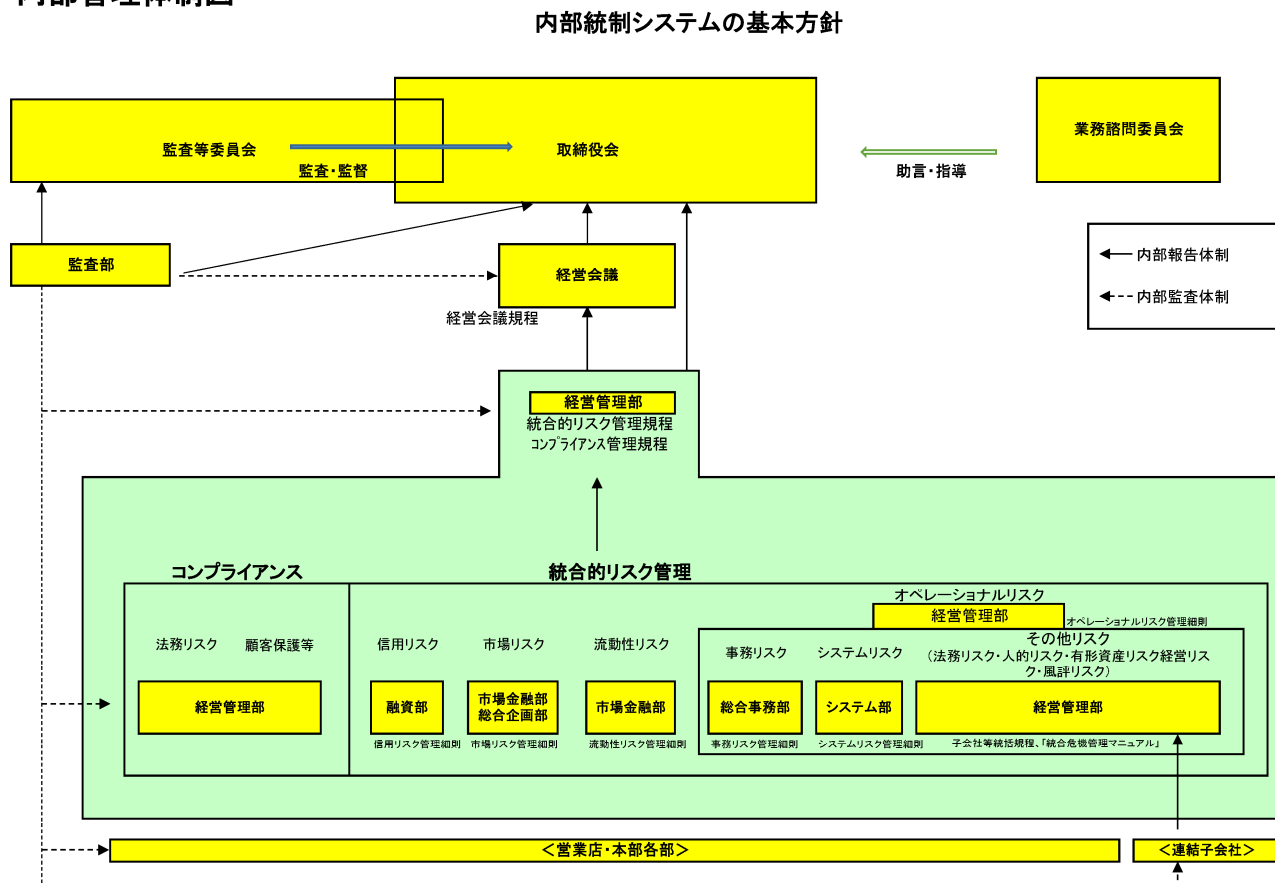 内部管理体制図
内部統制システムの基本方針
監査等委員会
監査・監督
取締役会
助言・指導
業務諮問委員会
監査部
経営会議
経営会議規程
内部報告体制
内部監査体制
経営管理部
統合的リスク管理規程
コンプライアンス管理規程
コンプライアンス
統合的リスク管理
オペレーショナルリスク
経営管理部
オペレーショナルリスク管理細則
法務リスク
顧客保護等
信用リスク
市場リスク
流動性リスク
事務リスク
システムリスク
その他リスク
（法務リスク・人的リスク・有形資産リスク経営リス
ク・風評リスク）
経営管理部
融資部
市場金融部
総合企画部
市場金融部
総合事務部
システム部
経営管理部
信用リスク管理細則
市場リスク管理細則
流動性リスク管理細則
事務リスク管理細則
システムリスク管理細則
子会社等統括規程、「統合危機管理マニュアル」
＜営業店・本部各部＞
＜連結子会社＞